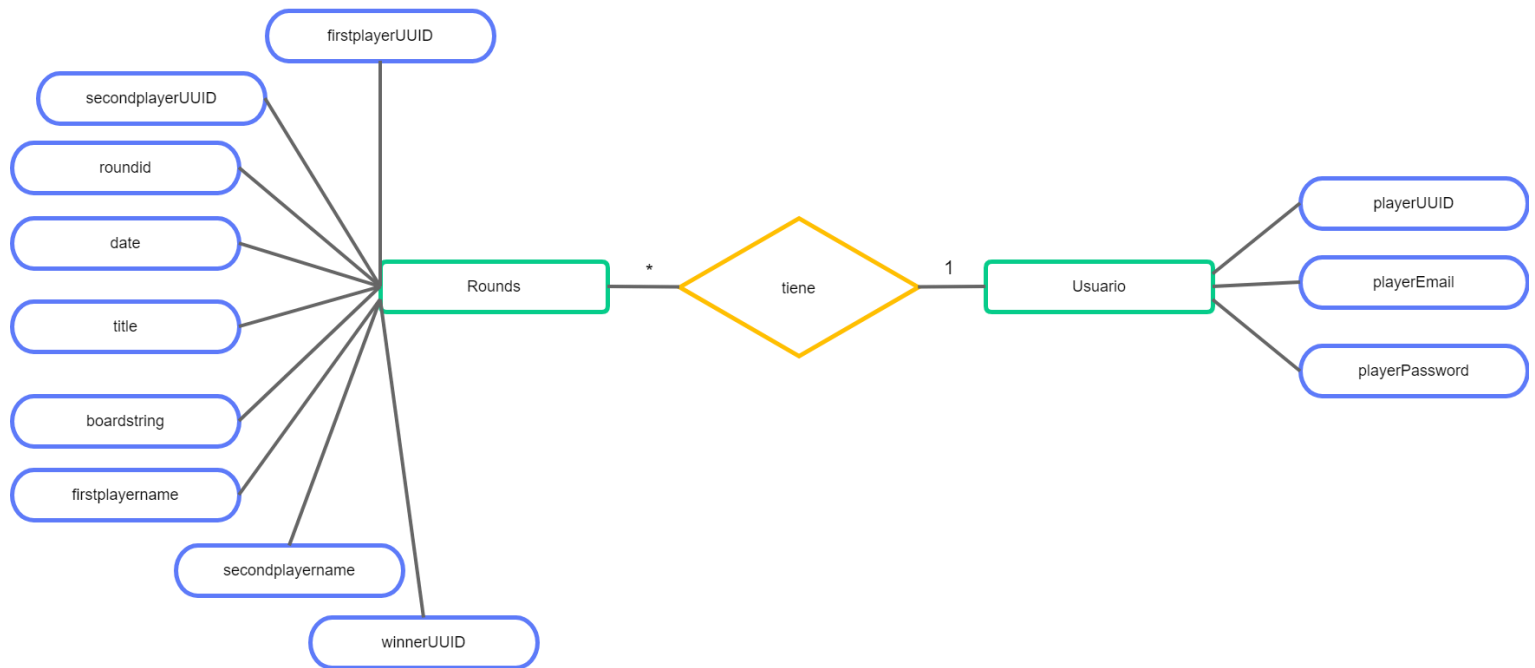 firstplayerUUID
secondplayerUUID
roundid
date
title
boardstring
firstplayername
secondplayername
winnerUUID
Rounds
*
tiene
1
Usuario
playerUUID
playerEmail
playerPassword